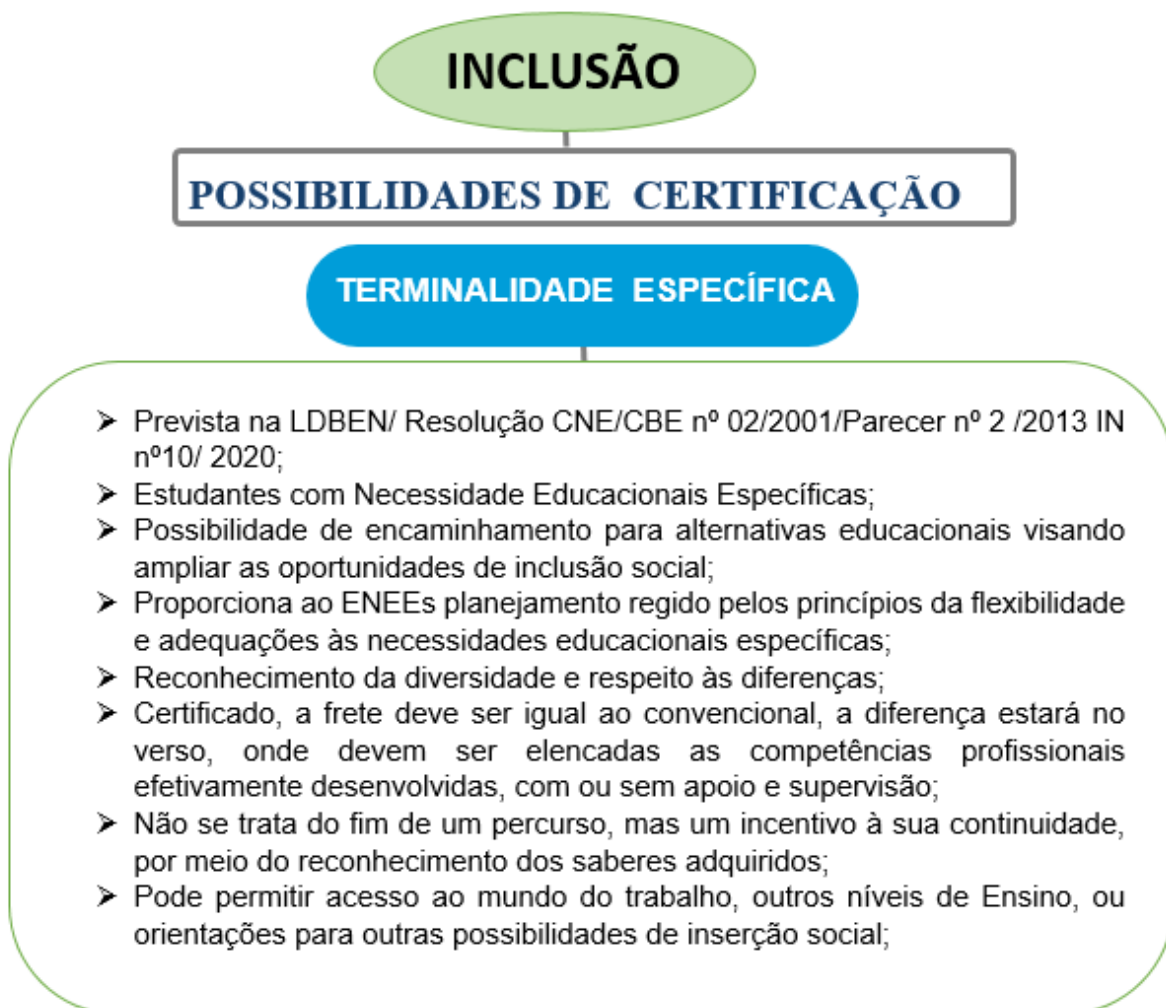 INCLUSÃO
POSSIBILIDADES DE CERTIFICAÇÃO
TERMINALIDADE ESPECÍFICA
➢ Prevista na LDBEN/ Resolução CNE/CBE nº 02/2001/Parecer nº 2 /2013 IN
nº10/ 2020;
➢ Estudantes com Necessidade Educacionais Específicas;
➢ Possibilidade de encaminhamento para alternativas educacionais visando
ampliar as oportunidades de inclusão social;
➢ Proporciona ao ENEEs planejamento regido pelos princípios da flexibilidade
e adequações às necessidades educacionais específicas;
➢ Reconhecimento da diversidade e respeito às diferenças;
➢ Certificado, a frete deve ser igual ao convencional, a diferença estará no
verso, onde devem ser elencadas as competências profissionais
efetivamente desenvolvidas, com ou sem apoio e supervisão;
➢ Não se trata do fim de um percurso, mas um incentivo à sua continuidade,
por meio do reconhecimento dos saberes adquiridos;
➢ Pode permitir acesso ao mundo do trabalho, outros níveis de Ensino, ou
orientações para outras possibilidades de inserção social;